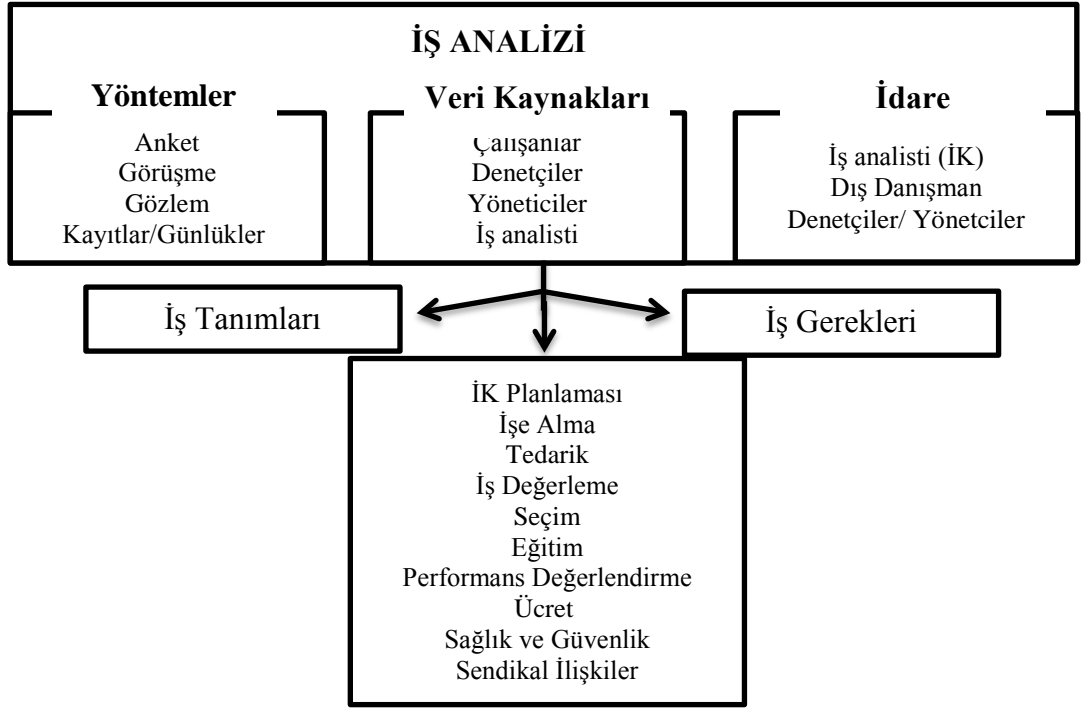 İŞ ANALİZİ
Yöntemler
Anket
Görüşme
Gözlem
Kayıtlar/Günlükler
Veri Kaynakları
Çalışanlar
Denetçiler
Yöneticiler
İş analisti
İdare
İş analisti (İK)
Dış Danışman
Denetçiler/ Yönetciler
İş Tanımları
İş Gerekleri
İK Planlaması
İşe Alma
Tedarik
İş Değerleme
Seçim
Eğitim
Performans Değerlendirme
Ücret
Sağlık ve Güvenlik
Sendikal İlişkiler